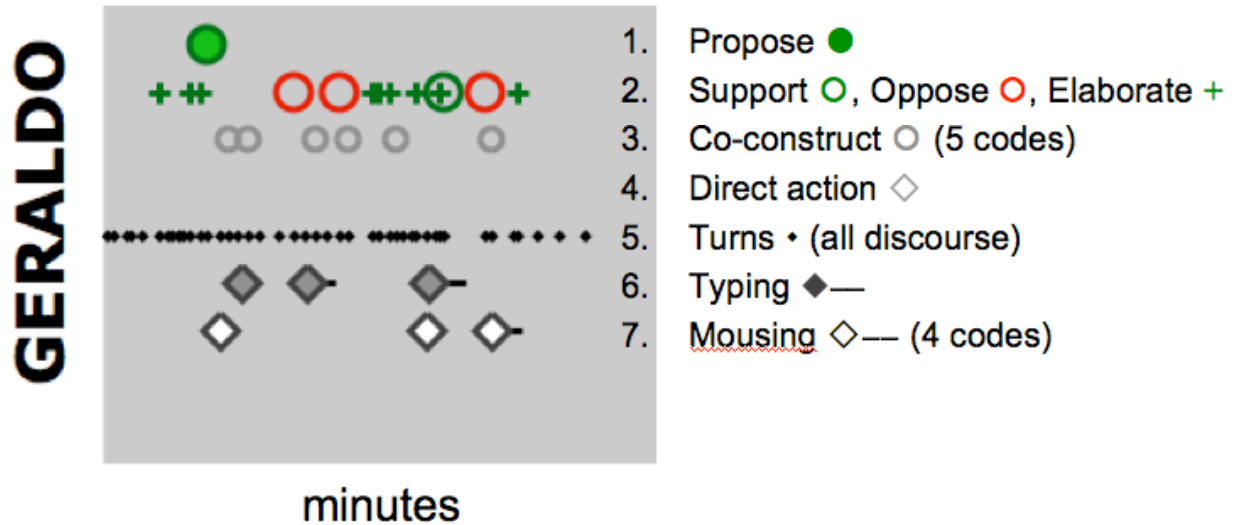 GERALDO
1. Propose
2. Support , Oppose , Elaborate +
3. Co-construct (5 codes)
4. Direct action
5. Turns (all discourse)
6. Typing
7. Mousing (4 codes)
minutes